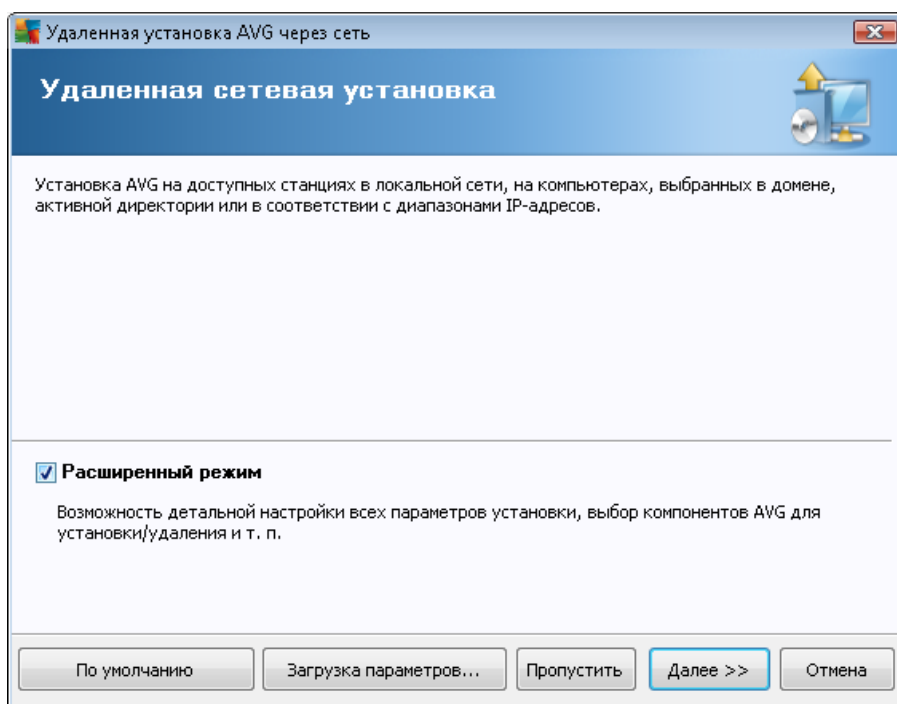 Удаленная установка AVG через сеть
Удаленная сетевая установка
Установка AVG на доступных станциях в локальной сети, на компьютерах, выбранных в домене,
активной директории или в соответствии с диапазонами IP-адресов.
Расширенный режим
Возможность детальной настройки всех параметров установки, выбор компонентов AVG для
установки/удаления и т. п.
По умолчанию
Загрузка параметров...
Пропустить
Далее >>
Отмена